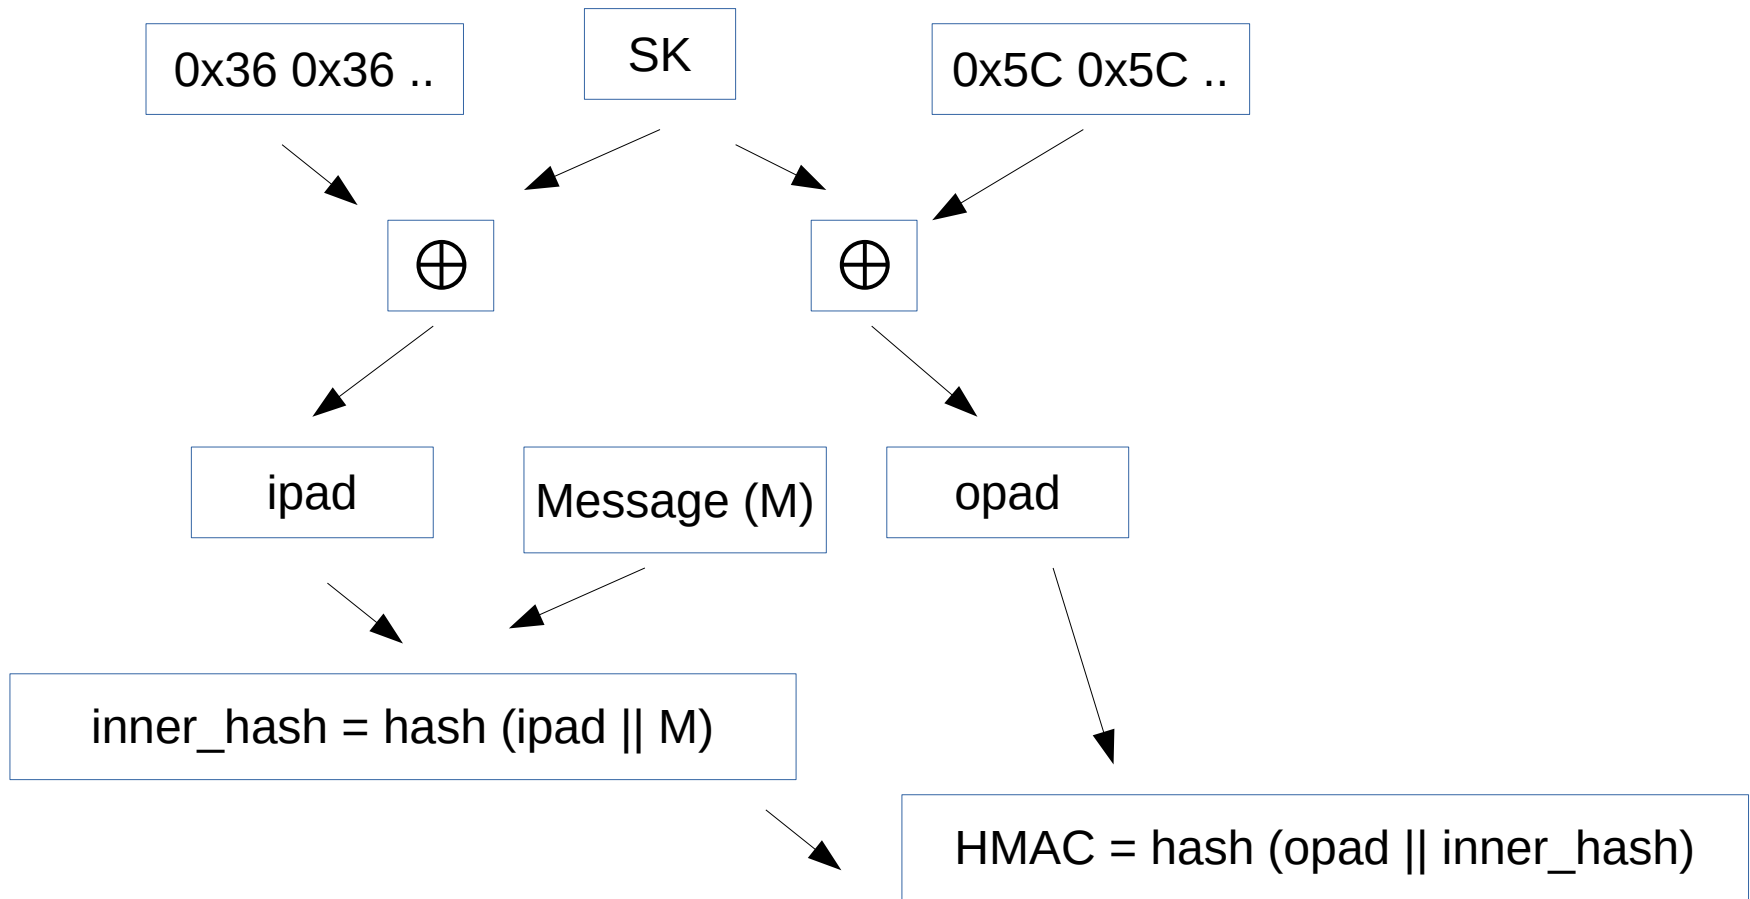 0x36 0x36 ..
SK
0x5C 0x5C ..
⊕
⊕
ipad
Message (M)
opad
inner_hash = hash (ipad || M)
HMAC = hash (opad || inner_hash)